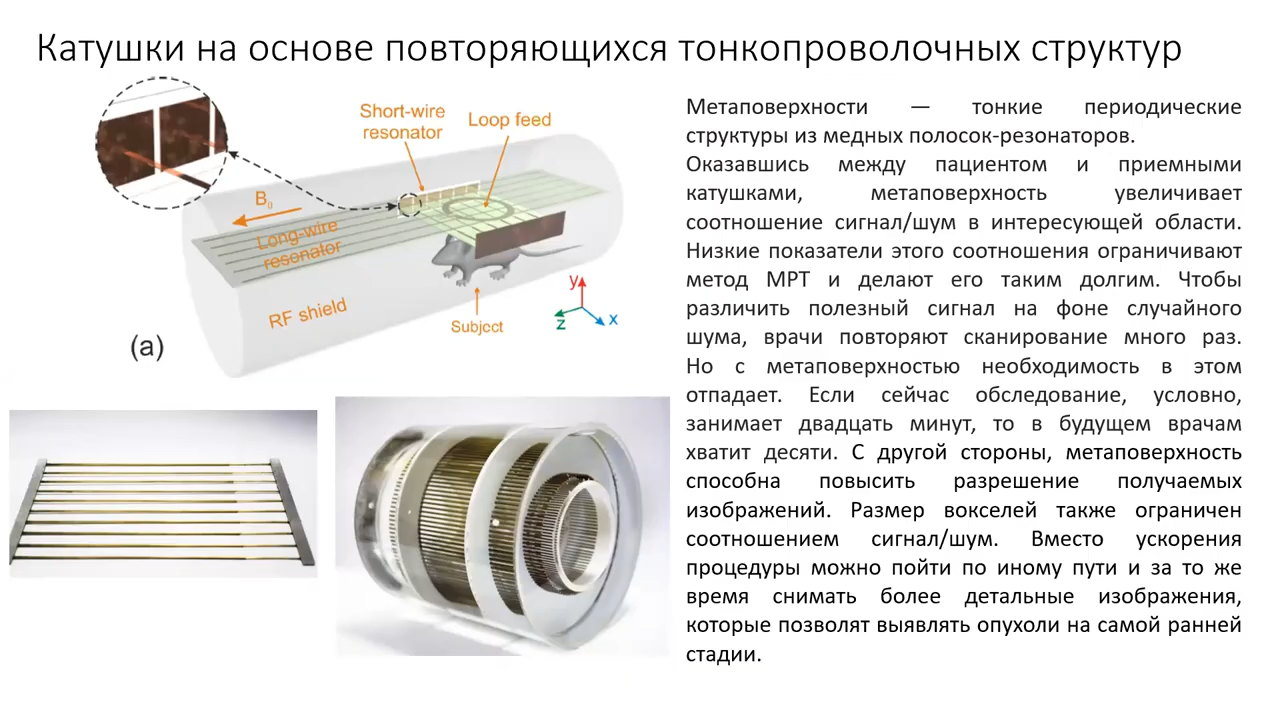 Катушки на основе повторяющихся тонкопроволочных структур
Short-wire
resonator
Loop feed
B₀
Long-wire
resonator
RF shield
Subject
y
z
x
(a)
Метаповерхности — тонкие периодические
структуры из медных полосок-резонаторов.
Оказавшись между пациентом и приемными
катушками, метаповерхность увеличивает
соотношение сигнал/шум в интересующей области.
Низкие показатели этого соотношения ограничивают
метод МРТ и делают его таким долгим. Чтобы
различить полезный сигнал на фоне случайного
шума, врачи повторяют сканирование много раз.
Но с метаповерхностью необходимость в этом
отпадает. Если сейчас обследование, условно,
занимает двадцать минут, то в будущем врачам
хватит десяти. С другой стороны, метаповерхность
способна повысить разрешение получаемых
изображений. Размер вокселей также ограничен
соотношением сигнал/шум. Вместо ускорения
процедуры можно пойти по иному пути и за то же
время снимать более детальные изображения,
которые позволят выявлять опухоли на самой ранней
стадии.